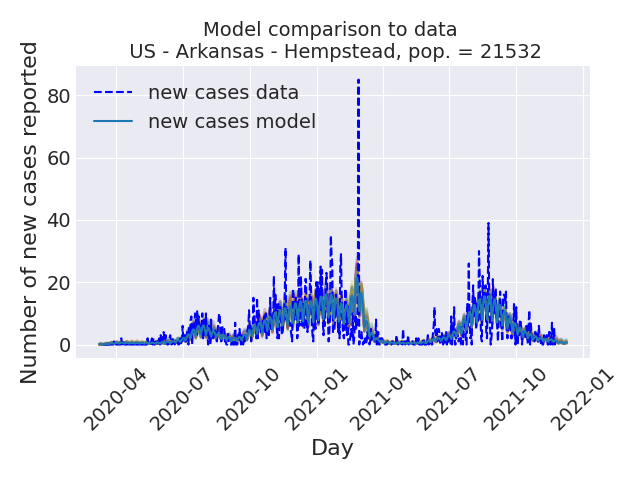 Model comparison to data
US - Arkansas - Hempstead, pop. = 21532
Number of new cases reported
80
60
40
20
0
new cases data
new cases model
2020-04
2020-07
2020-10
2021-01
2021-04
2021-07
2021-10
2022-01
Day